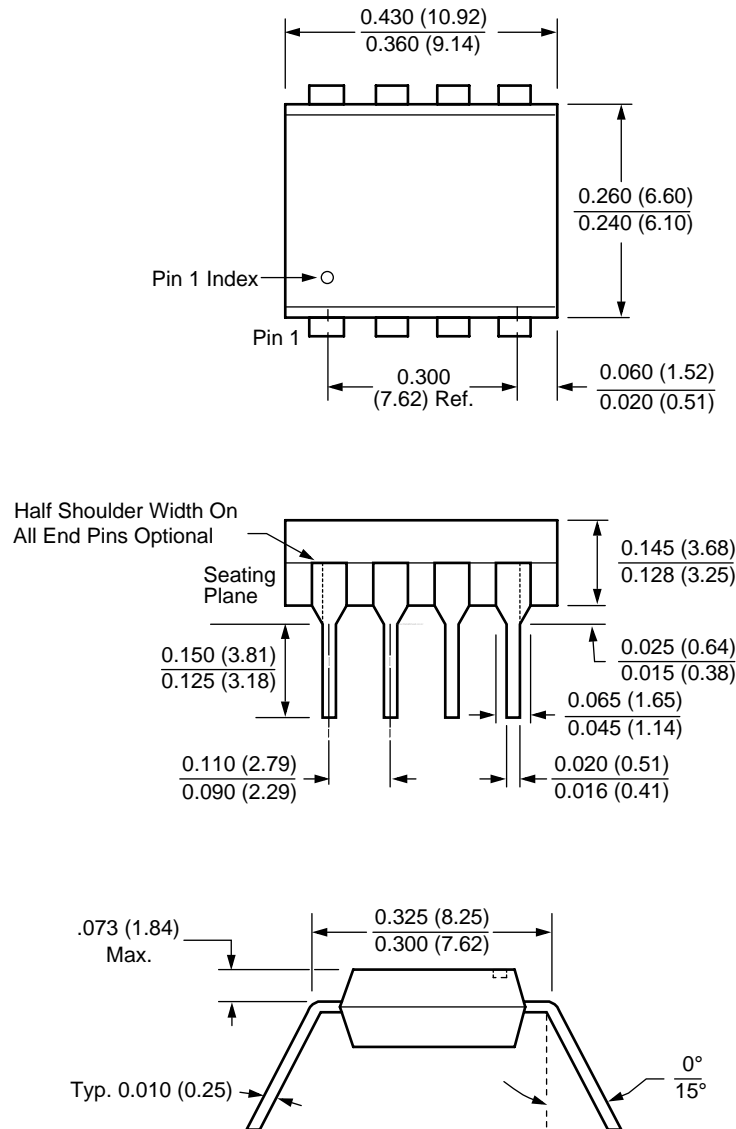 0.430 (10.92)
0.360 (9.14)
0.260 (6.60)
0.240 (6.10)
Pin 1 Index
Pin 1
0.300
(7.62) Ref.
0.060 (1.52)
0.020 (0.51)
Half Shoulder Width On
All End Pins Optional
Seating
Plane
0.145 (3.68)
0.128 (3.25)
0.150 (3.81)
0.125 (3.18)
0.025 (0.64)
0.015 (0.38)
0.065 (1.65)
0.045 (1.14)
0.110 (2.79)
0.090 (2.29)
0.020 (0.51)
0.016 (0.41)
.073 (1.84)
Max.
0.325 (8.25)
0.300 (7.62)
Typ. 0.010 (0.25)
0°
15°